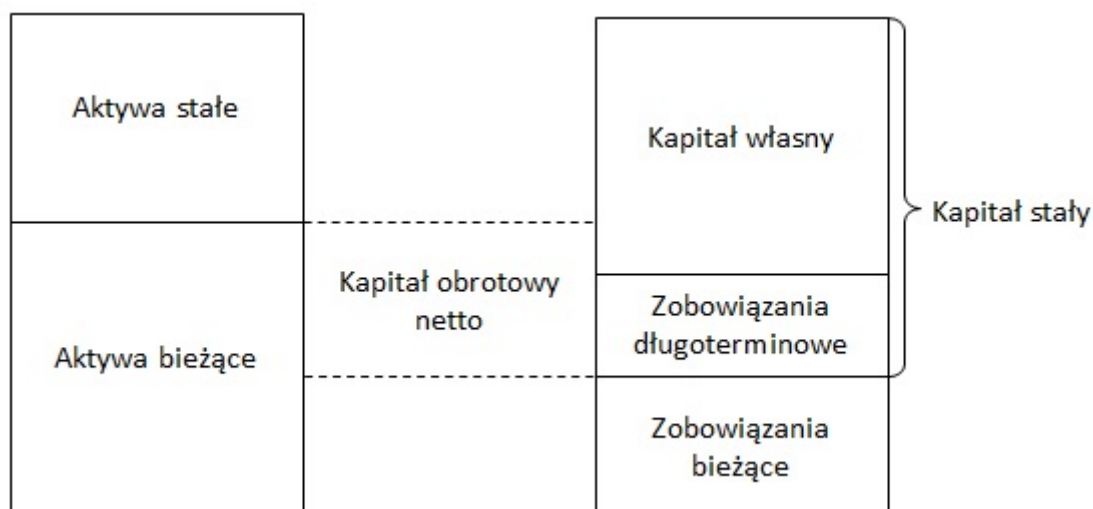 Aktywa stałe
Aktywa bieżące
Kapitał obrotowy
netto
Kapitał własny
Zobowiązania
długoterminowe
Zobowiązania
bieżące
Kapitał stały